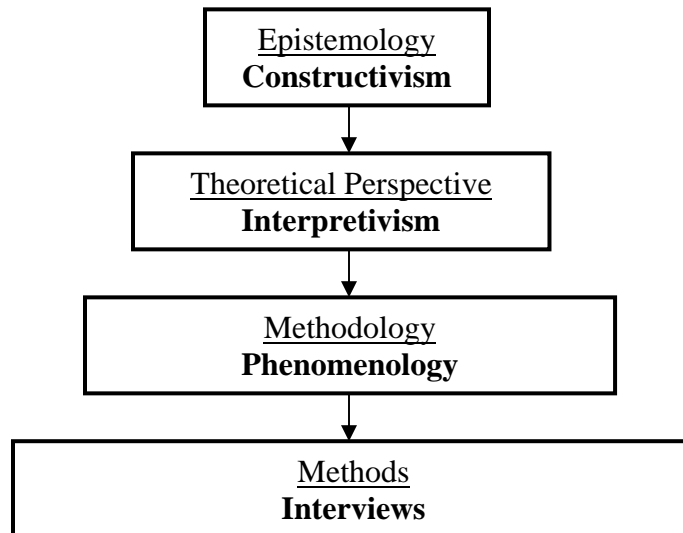 Epistemology
Constructivism
Theoretical Perspective
Interpretivism
Methodology
Phenomenology
Methods
Interviews